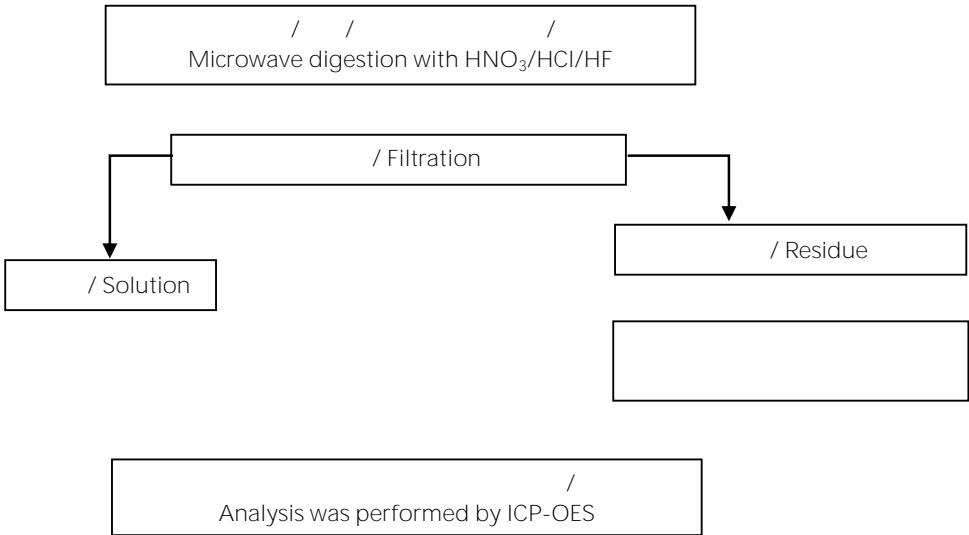 / / /
Microwave digestion with HNO₃/HCl/HF
/ Filtration
/ Residue
/ Solution
/
Analysis was performed by ICP-OES